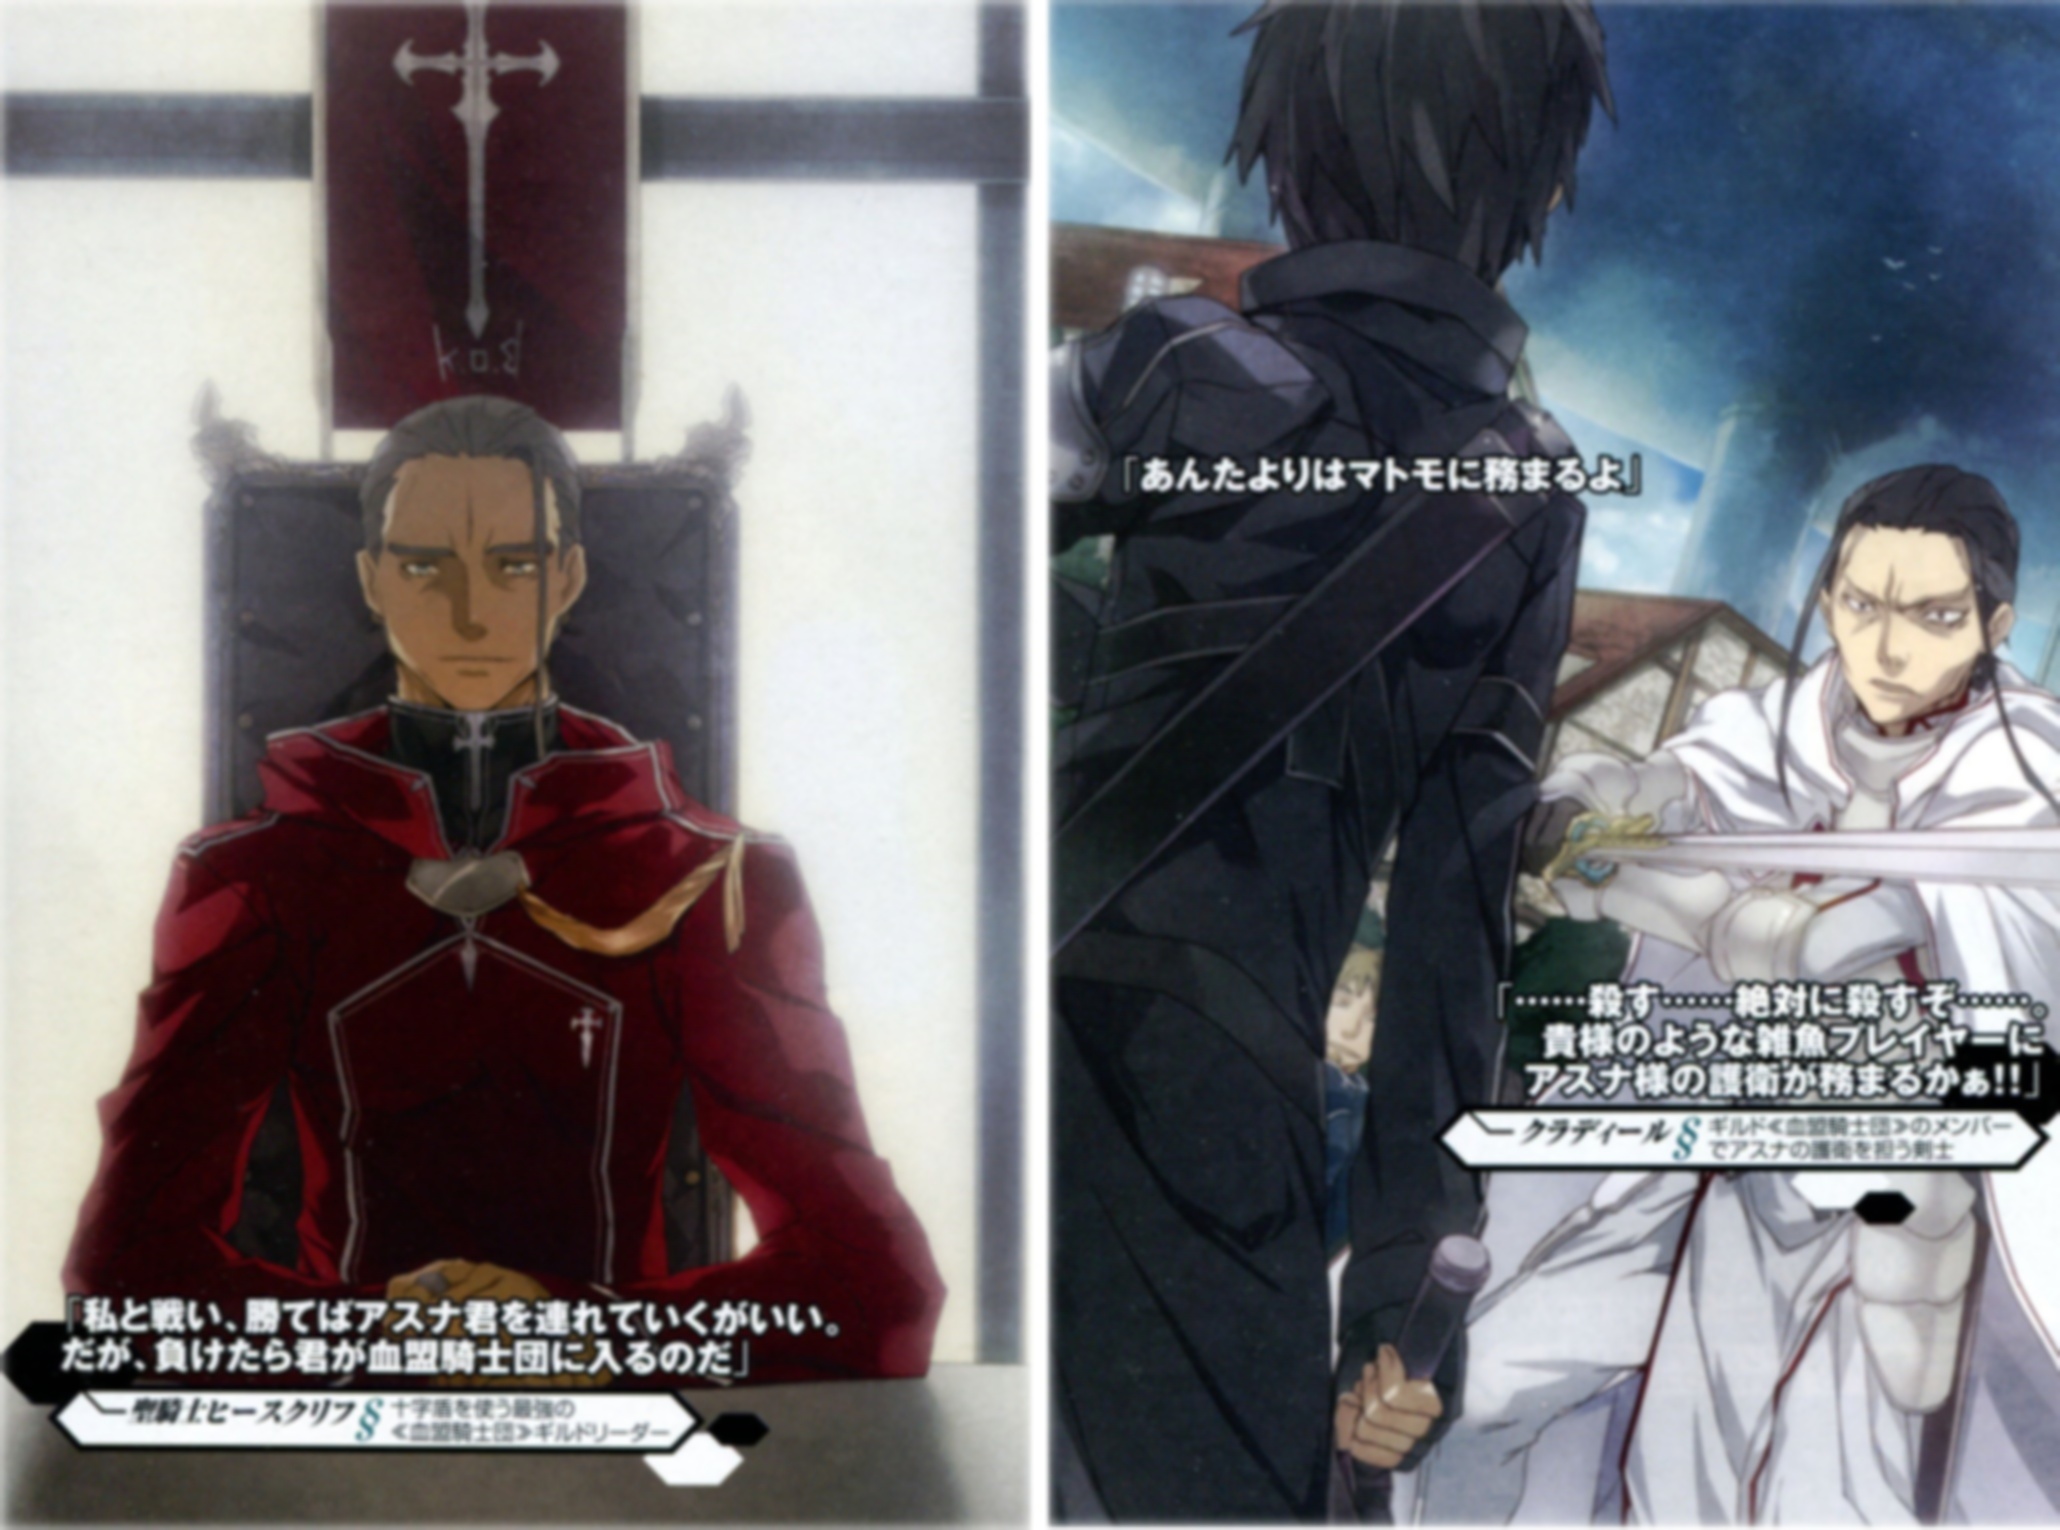 K.O.B
「私と戦い、勝てばアスナ君を連れていくがいい。
だが、負けたら君が血盟騎士団に入るのだ」
聖騎士ヒースクリフ
十字盾を使う最強の
≪血盟騎士団≫ギルドリーダー
「あんたよりはマトモに務まるよ」
「……殺す……絶対に殺すぞ……。
貴様のような雑魚プレイヤーに
アスナ様の護衛が務まるかぁ!!」
クラディール
ギルド≪血盟騎士団≫のメンバー
でアスナの護衛を担う剣士